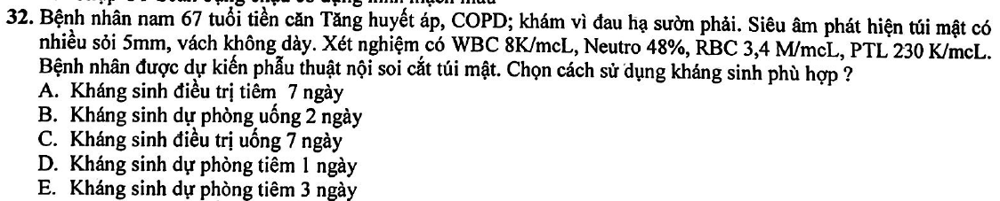 32. Bệnh nhân nam 67 tuổi tiền căn Tăng huyết áp, COPD; khám vì đau hạ sườn phải. Siêu âm phát hiện túi mật có
nhiều sỏi 5mm, vách không dày. Xét nghiệm có WBC 8K/mcL, Neutro 48%, RBC 3,4 M/mcL, PTL 230 K/mcL.
Bệnh nhân được dự kiến phẫu thuật nội soi cắt túi mật. Chọn cách sử dụng kháng sinh phù hợp ?
A. Kháng sinh điều trị tiêm 7 ngày
B. Kháng sinh dự phòng uống 2 ngày
C. Kháng sinh điều trị uống 7 ngày
D. Kháng sinh dự phòng tiêm 1 ngày
E. Kháng sinh dự phòng tiêm 3 ngày